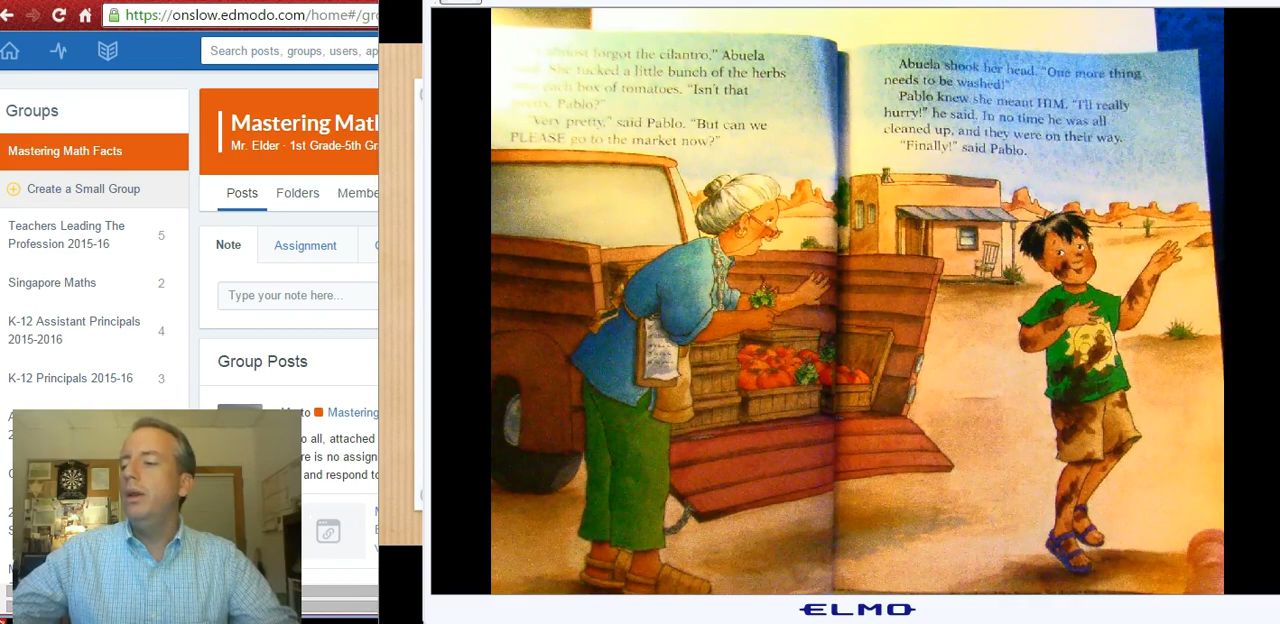 https://onslow.edmodo.com/home#/gro
Search posts, groups, users, ap
Groups
Mastering Math Facts
Create a Small Group
Teachers Leading The
Profession 2015-16
5
Singapore Maths
2
K-12 Assistant Principals
2015-2016
4
K-12 Principals 2015-16
3
Mastering Math
Mr. Elder · 1st Grade-5th Gr
Posts
Folders
Membe
Note
Assignment
Type your note here...
Group Posts
to
Mastering
o all, attached
re is no assign
and respond to
forgot the cilantro." Abuela
She tucked a little bunch of the herbs
each box of tomatoes. "Isn't that
Pablo?"
"Very pretty," said Pablo. "But can we
PLEASE go to the market now?"
Abuela shook her head. "One more thing
needs to be washed!"
Pablo knew she meant HIM. "I'll really
hurry!" he said. In no time he was all
cleaned up, and they were on their way.
"Finally!" said Pablo.
ELMO